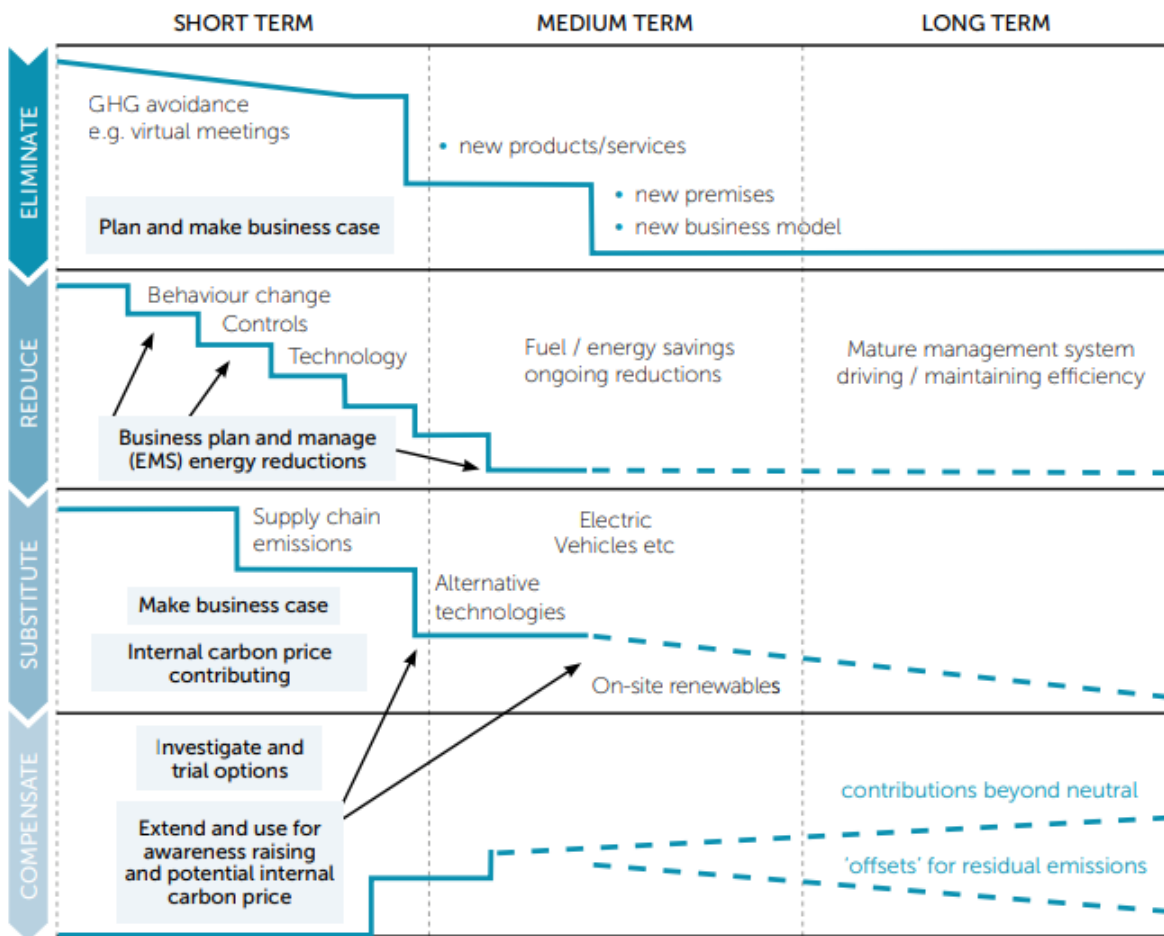 SHORT TERM
MEDIUM TERM
LONG TERM
ELIMINATE
GHG avoidance
e.g. virtual meetings
• new products/services
• new premises
• new business model
Plan and make business case
REDUCE
Behaviour change
Controls
Technology
Business plan and manage
(EMS) energy reductions
Fuel / energy savings
ongoing reductions
Mature management system
driving / maintaining efficiency
SUBSTITUTE
Supply chain
emissions
Make business case
Internal carbon price
contributing
Electric
Vehicles etc
Alternative
technologies
On-site renewables
COMPENSATE
Investigate and
trial options
Extend and use for
awareness raising
and potential internal
carbon price
contributions beyond neutral
'offsets' for residual emissions